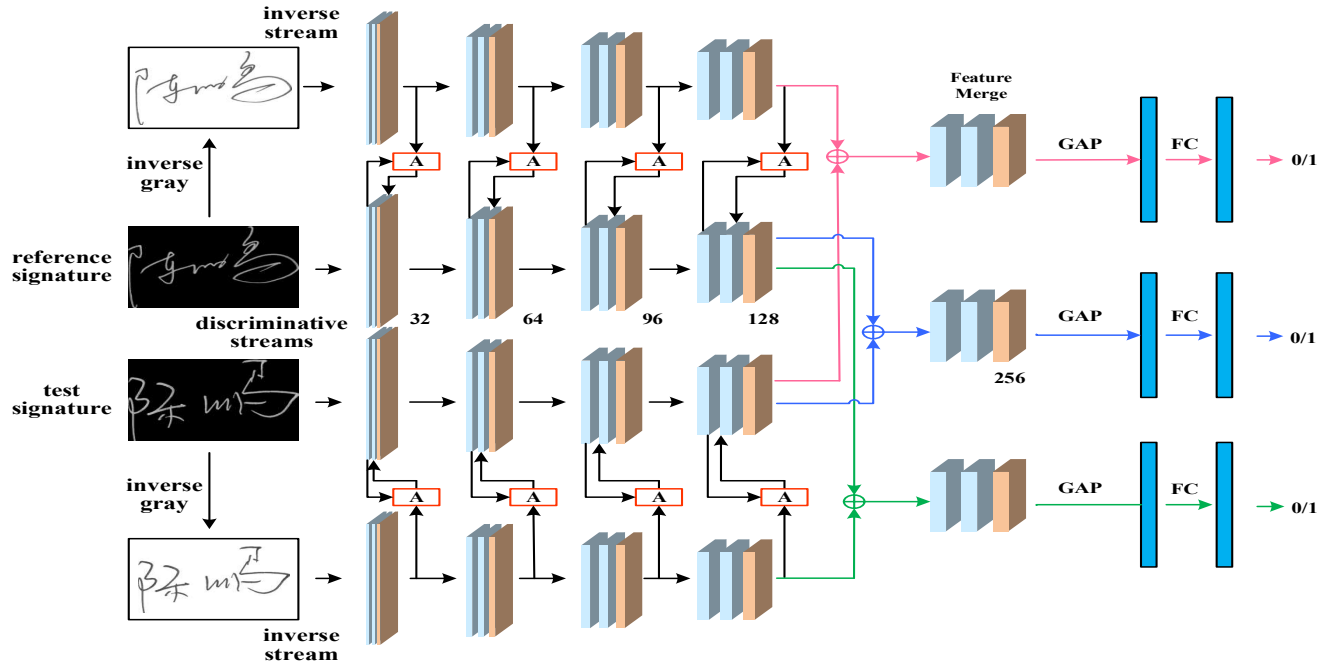 inverse
stream
Feature
Merge
A A A A
GAP FC 0/1
inverse
gray
reference
signature
32 64 96 128
discriminative
streams
GAP FC 0/1
256
test
signature
inverse
gray
A A A A
GAP FC 0/1
inverse
stream